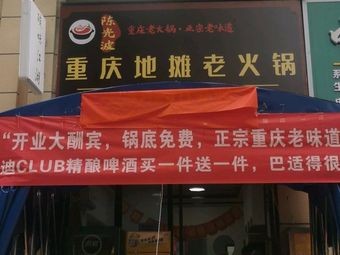 陈光波
重庆老火锅·正宗老味道
重庆地摊老火锅
"开业大酬宾，锅底免费，正宗重庆老味道
迪CLUB精酿啤酒买一件送一件，巴适得很